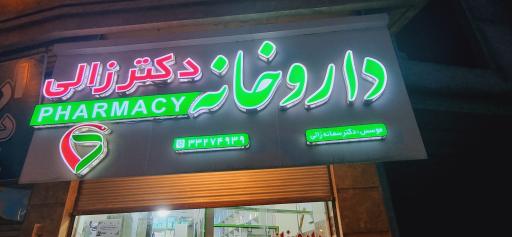 داروخانه دکتر زالی
PHARMACY
۳۳۲۷۴۹۳۹
موسس: دکتر سمانه زالی